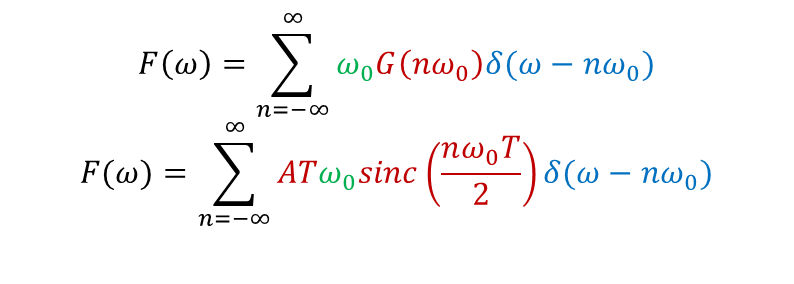 F(ω) = ∑_{n=-∞}^{∞} ω₀G(nω₀)δ(ω − nω₀)
F(ω) = ∑_{n=-∞}^{∞} ATω₀sinc(nω₀T/2)δ(ω − nω₀)